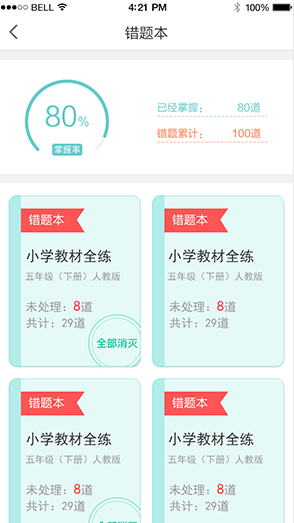 BELL 4:21 PM 100%
错题本
80%
掌握率
已经掌握： 80道
错题累计： 100道
错题本 错题本
小学教材全练 小学教材全练
五年级（下册）人教版 五年级（下册）人教版
未处理：8道 未处理：8道
共计：29道 共计：29道
全部消灭
错题本 错题本
小学教材全练 小学教材全练
五年级（下册）人教版 五年级（下册）人教版
未处理：8道 未处理：8道
共计：29道 共计：29道
全部消灭